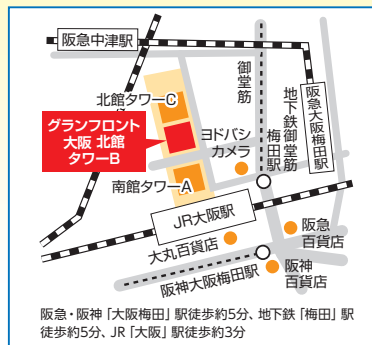 阪急中津駅
北館タワーC
グランフロント
大阪 北館
タワーB
南館タワーA
ヨドバシ
カメラ
御堂筋
地下鉄御堂筋
梅田駅
阪急大阪梅田駅
JR大阪駅
大丸百貨店
阪急
百貨店
阪神大阪梅田駅
阪神
百貨店
阪急・阪神「大阪梅田」駅徒歩約5分、地下鉄「梅田」駅
徒歩約5分、JR「大阪」駅徒歩約3分